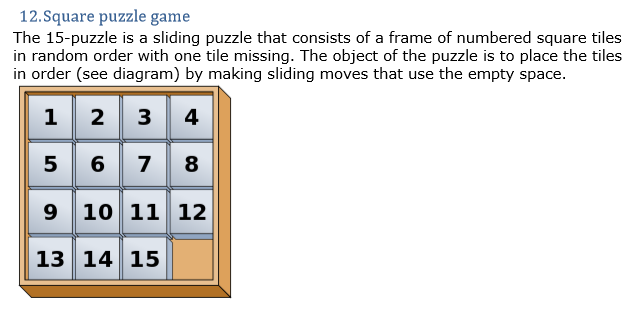 12.Square puzzle game
The 15-puzzle is a sliding puzzle that consists of a frame of numbered square tiles
in random order with one tile missing. The object of the puzzle is to place the tiles
in order (see diagram) by making sliding moves that use the empty space.
1 2 3 4
5 6 7 8
9 10 11 12
13 14 15